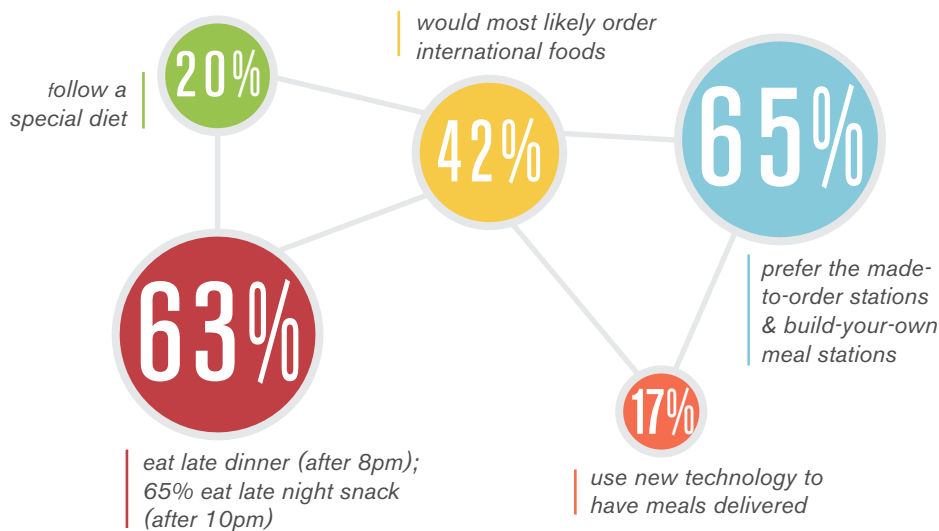 20%
follow a
special diet
would most likely order
international foods
42%
65%
prefer the made-
to-order stations
& build-your-own
meal stations
63%
eat late dinner (after 8pm);
65% eat late night snack
(after 10pm)
17%
use new technology to
have meals delivered